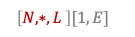 [N,*,L ][1, E]